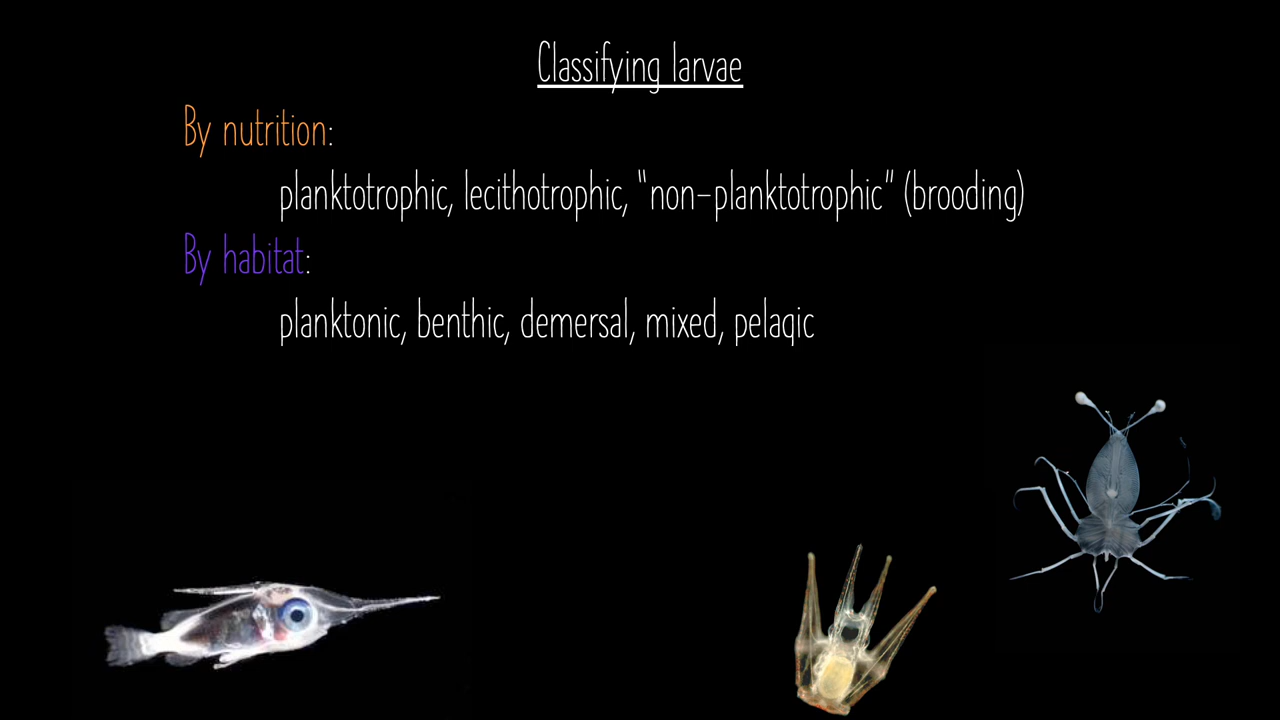 Classifying larvae
By nutrition:
planktotrophic, lecithotrophic, “non-planktotrophic” (brooding)
By habitat:
planktonic, benthic, demersal, mixed, pelagic